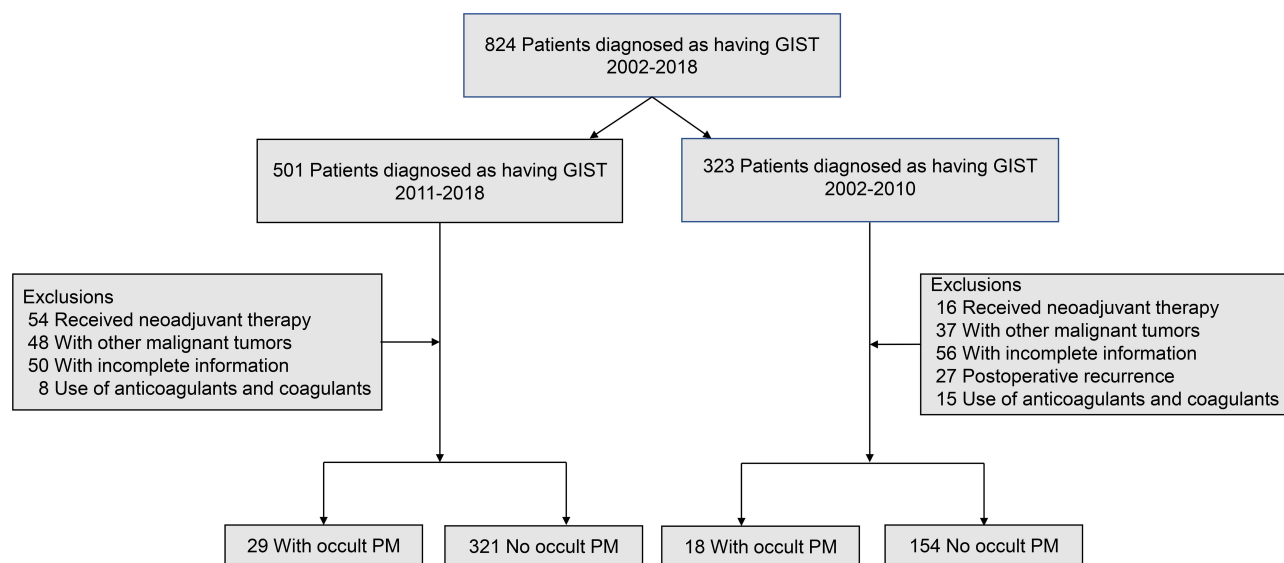 824 Patients diagnosed as having GIST
2002-2018
501 Patients diagnosed as having GIST
2011-2018
323 Patients diagnosed as having GIST
2002-2010
Exclusions
54 Received neoadjuvant therapy
48 With other malignant tumors
50 With incomplete information
8 Use of anticoagulants and coagulants
Exclusions
16 Received neoadjuvant therapy
37 With other malignant tumors
56 With incomplete information
27 Postoperative recurrence
15 Use of anticoagulants and coagulants
29 With occult PM
321 No occult PM
18 With occult PM
154 No occult PM